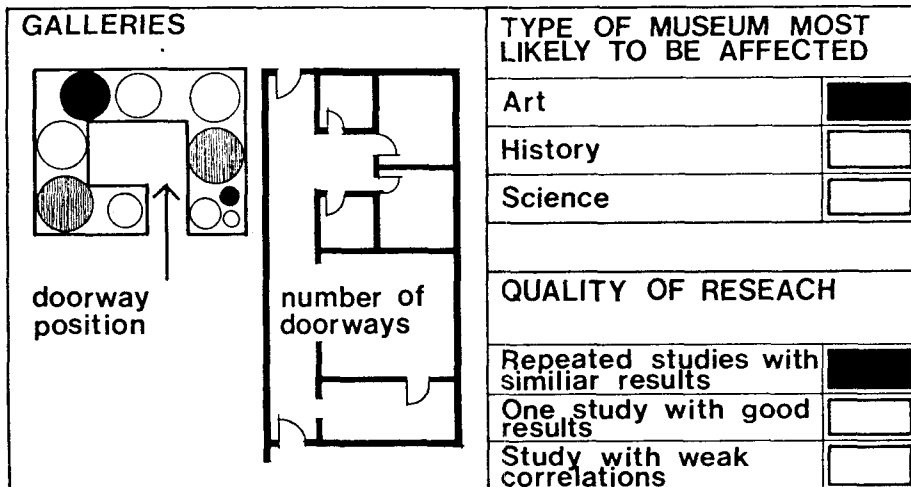 GALLERIES
doorway
position
number of
doorways
TYPE OF MUSEUM MOST
LIKELY TO BE AFFECTED
Art
History
Science
QUALITY OF RESEACH
Repeated studies with
similiar results
One study with good
results
Study with weak
correlations